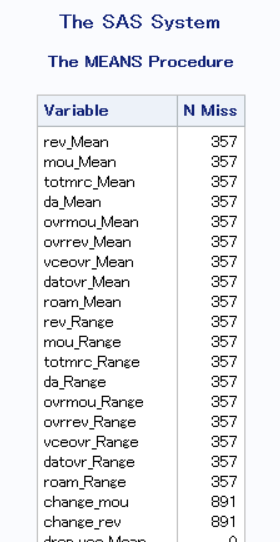 The SAS System
The MEANS Procedure
Variable N Miss
rev_Mean 357
mou_Mean 357
totmrc_Mean 357
da_Mean 357
ovrmou_Mean 357
ovrrev_Mean 357
vceovr_Mean 357
datovr_Mean 357
roam_Mean 357
rev_Range 357
mou_Range 357
totmrc_Range 357
da_Range 357
ovrmou_Range 357
ovrrev_Range 357
vceovr_Range 357
datovr_Range 357
roam_Range 357
change_mou 891
change_rev 891
drop_vce_Mean 0